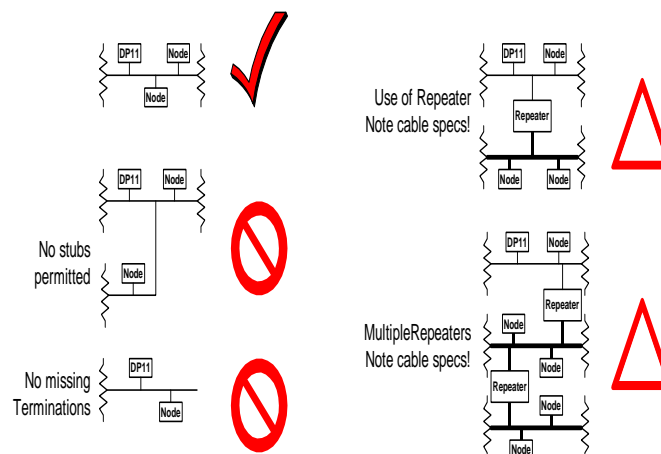 DP11
Node
Node
DP11
Node
No stubs
permitted
Node
No missing
Terminations
DP11
Node
DP11
Node
Use of Repeater
Note cable specs!
Repeater
Node
Node
DP11
Node
Repeater
MultipleRepeaters
Note cable specs!
Node
Node
Repeater
Node
Node